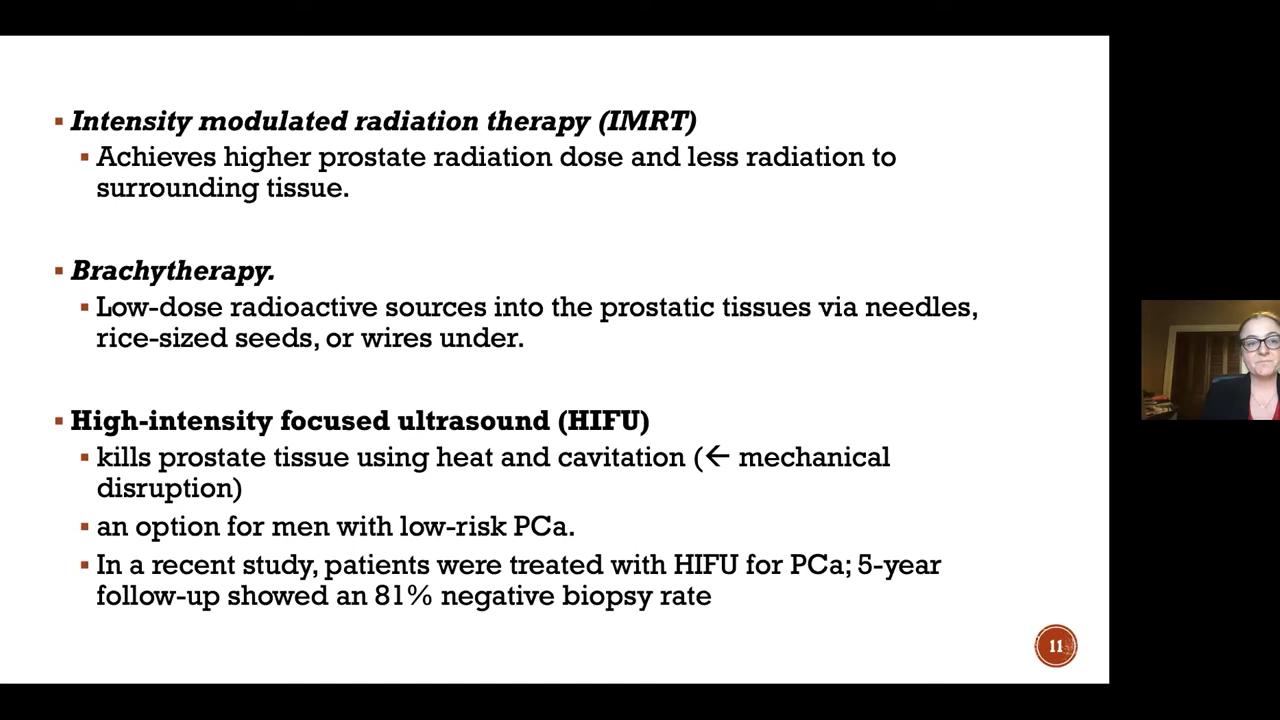 ▪ Intensity modulated radiation therapy (IMRT)
▪ Achieves higher prostate radiation dose and less radiation to
surrounding tissue.
▪ Brachytherapy.
▪ Low-dose radioactive sources into the prostatic tissues via needles,
rice-sized seeds, or wires under.
▪ High-intensity focused ultrasound (HIFU)
▪ kills prostate tissue using heat and cavitation (← mechanical
disruption)
▪ an option for men with low-risk PCa.
▪ In a recent study, patients were treated with HIFU for PCa; 5-year
follow-up showed an 81% negative biopsy rate
11